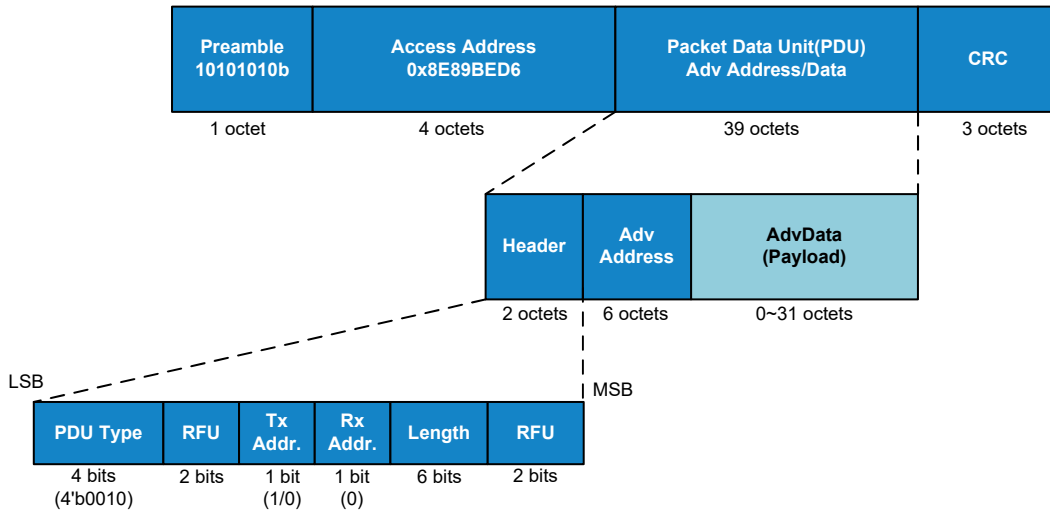 Preamble
10101010b
Access Address
0x8E89BED6
Packet Data Unit(PDU)
Adv Address/Data
CRC
1 octet
4 octets
39 octets
3 octets
Header
Adv
Address
AdvData
(Payload)
2 octets
6 octets
0~31 octets
LSB
MSB
PDU Type
RFU
Tx
Addr.
Rx
Addr.
Length
RFU
4 bits
(4'b0010)
2 bits
1 bit
(1/0)
1 bit
(0)
6 bits
2 bits